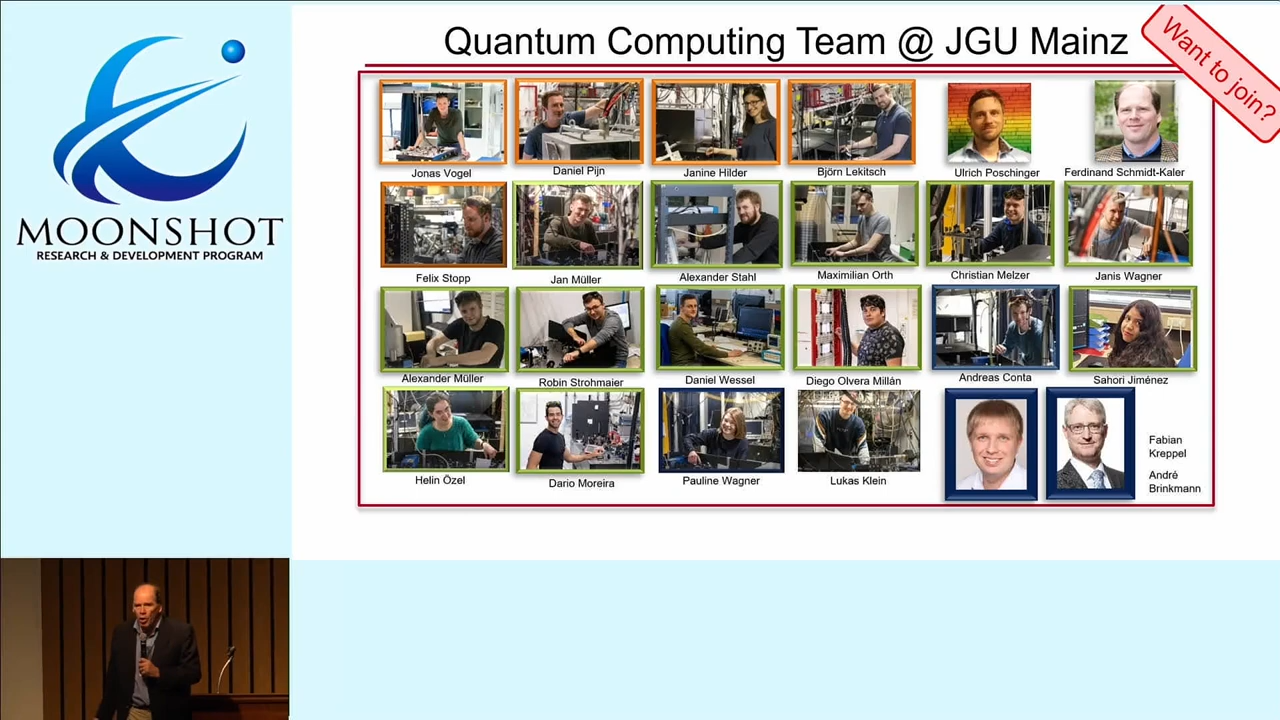 Quantum Computing Team @ JGU Mainz
Want to join?
MOONSHOT
RESEARCH & DEVELOPMENT PROGRAM
Jonas Vogel
Daniel Pijn
Janine Hilder
Björn Lekitsch
Ulrich Poschinger
Ferdinand Schmidt-Kaler
Felix Stopp
Jan Müller
Alexander Stahl
Maximilian Orth
Christian Melzer
Janis Wagner
Alexander Müller
Robin Strohmaier
Daniel Wessel
Diego Olvera Millán
Andreas Conta
Sahori Jiménez
Helin Özel
Dario Moreira
Pauline Wagner
Lukas Klein
Fabian
Kreppel
André
Brinkmann